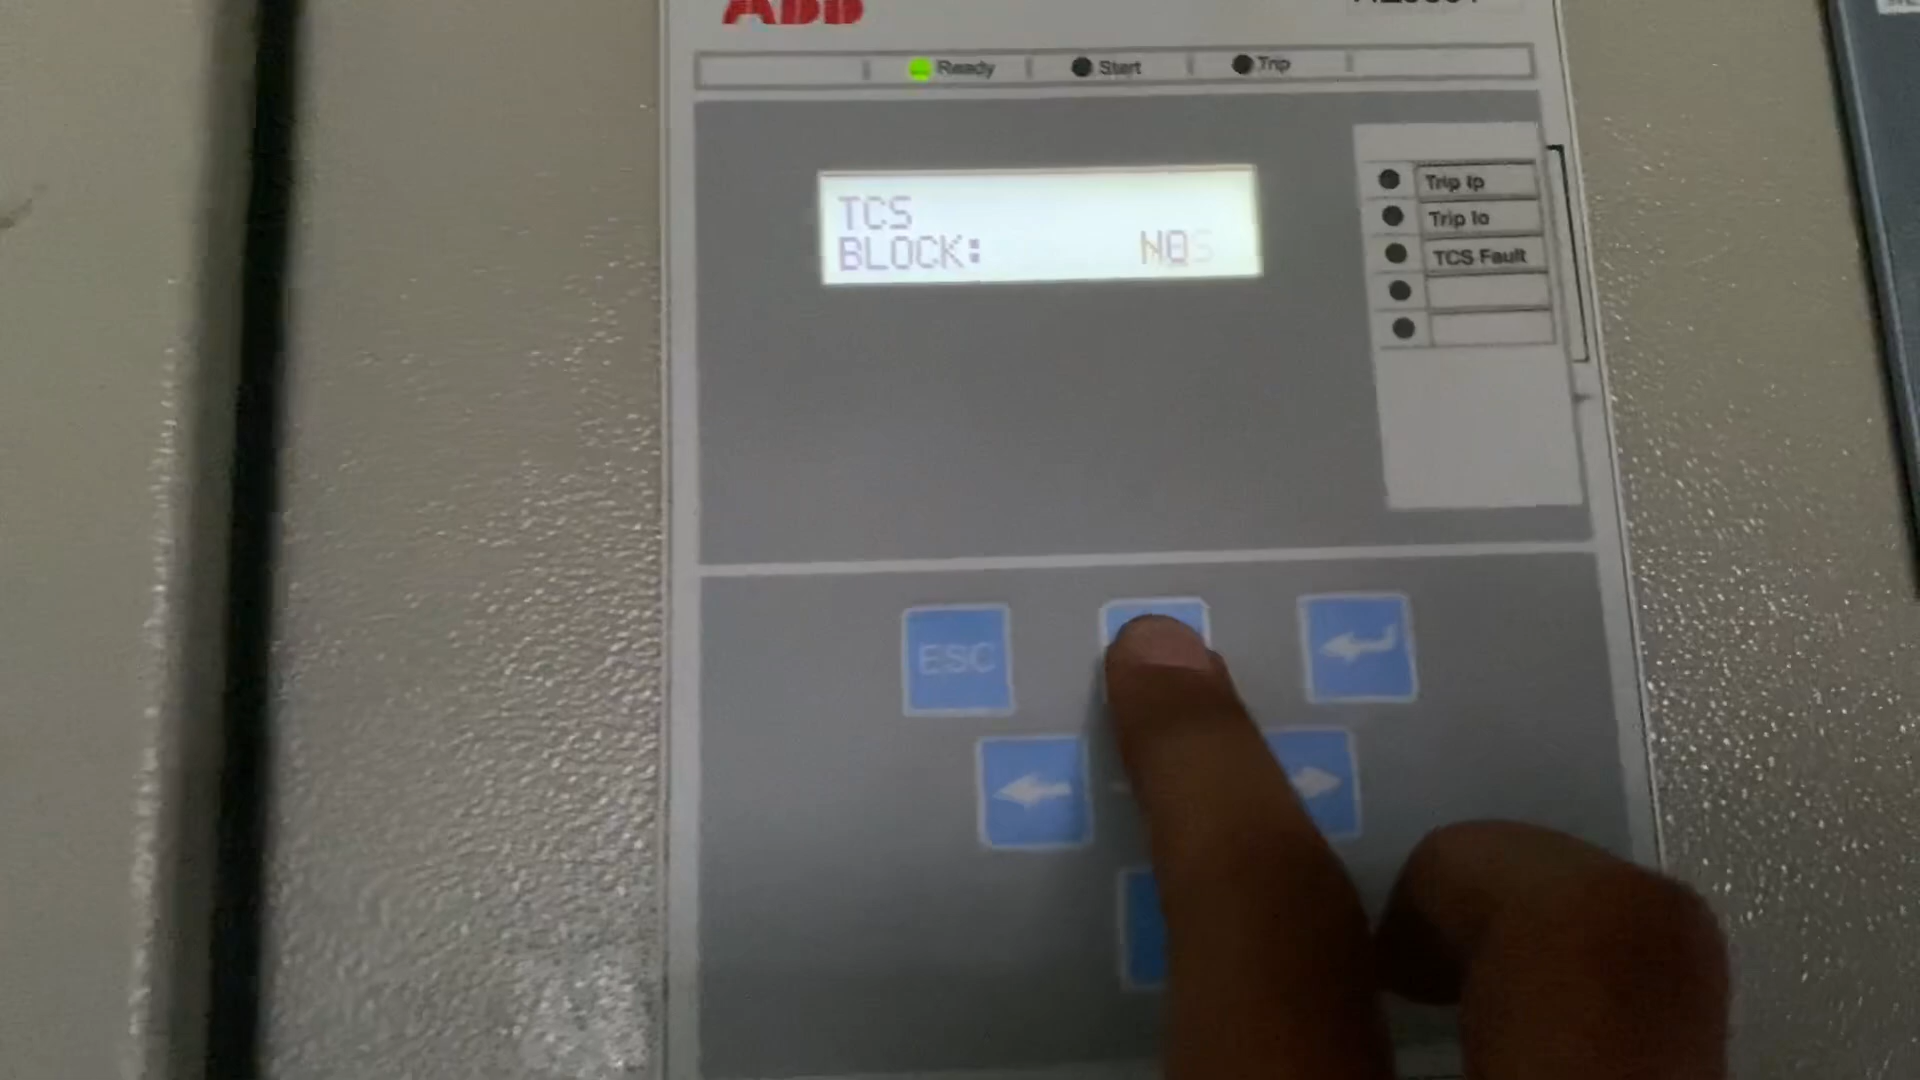 ABB
Ready
Start
Trip
TCS
BLOCK: NO
Trip Ip
Trip Io
TCS Fault
ESC